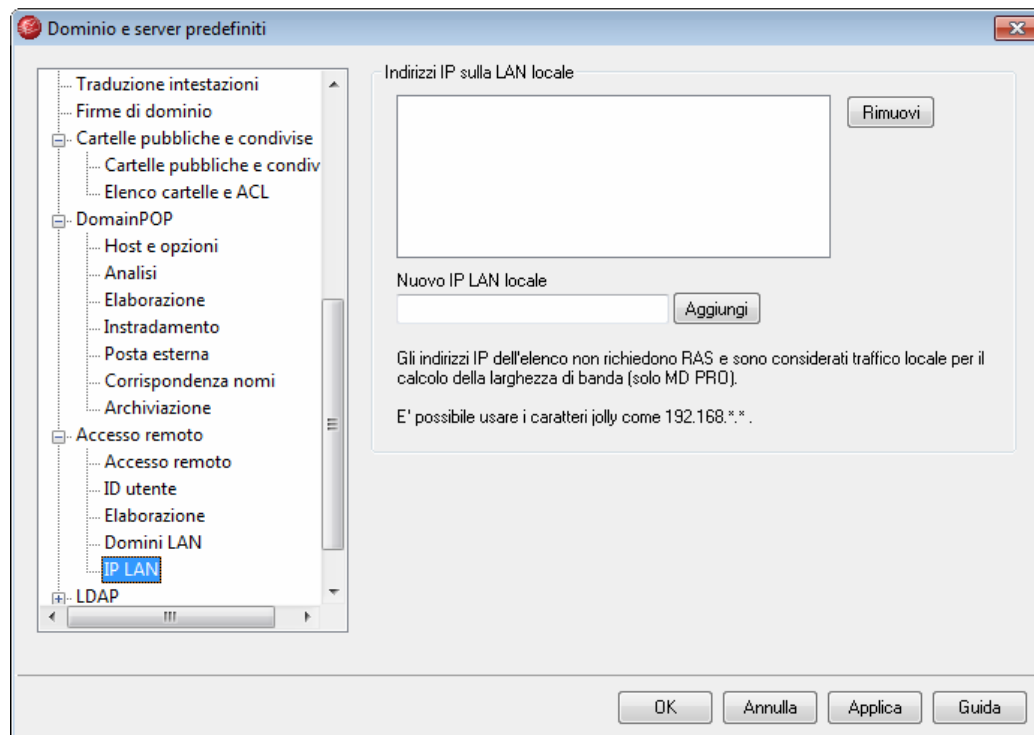 Dominio e server predefiniti
Traduzione intestazioni
Firme di dominio
Cartelle pubbliche e condivise
Cartelle pubbliche e condiv
Elenco cartelle e ACL
DomainPOP
Host e opzioni
Analisi
Elaborazione
Instradamento
Posta esterna
Corrispondenza nomi
Archiviazione
Accesso remoto
Accesso remoto
ID utente
Elaborazione
Domini LAN
IP LAN
LDAP
Indirizzi IP sulla LAN locale
Rimuovi
Nuovo IP LAN locale
Aggiungi
Gli indirizzi IP dell'elenco non richiedono RAS e sono considerati traffico locale per il
calcolo della larghezza di banda (solo MD PRO).
E' possibile usare i caratteri jolly come 192.168.*.* .
OK
Annulla
Applica
Guida